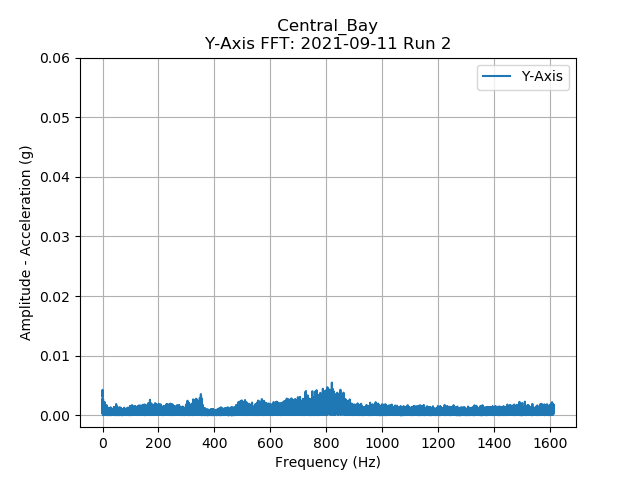 Central_Bay
Y-Axis FFT: 2021-09-11 Run 2
Y-Axis
0.06
0.05
0.04
0.03
0.02
0.01
0.00
Amplitude - Acceleration (g)
0 200 400 600 800 1000 1200 1400 1600
Frequency (Hz)